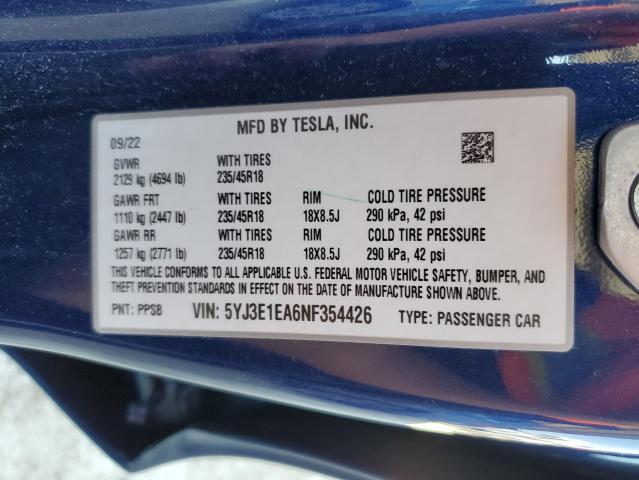 MFD BY TESLA, INC.
09/22
GVWR WITH TIRES
2129 kg (4694 lb) 235/45R18
GAWR FRT WITH TIRES RIM COLD TIRE PRESSURE
1110 kg (2447 lb) 235/45R18 18X8.5J 290 kPa, 42 psi
GAWR RR WITH TIRES RIM COLD TIRE PRESSURE
1257 kg (2771 lb) 235/45R18 18X8.5J 290 kPa, 42 psi
THIS VEHICLE CONFORMS TO ALL APPLICABLE U.S. FEDERAL MOTOR VEHICLE SAFETY, BUMPER, AND
THEFT PREVENTION STANDARDS IN EFFECT ON THE DATE OF MANUFACTURE SHOWN ABOVE.
PNT: PPSB VIN: 5YJ3E1EA6NF354426 TYPE: PASSENGER CAR